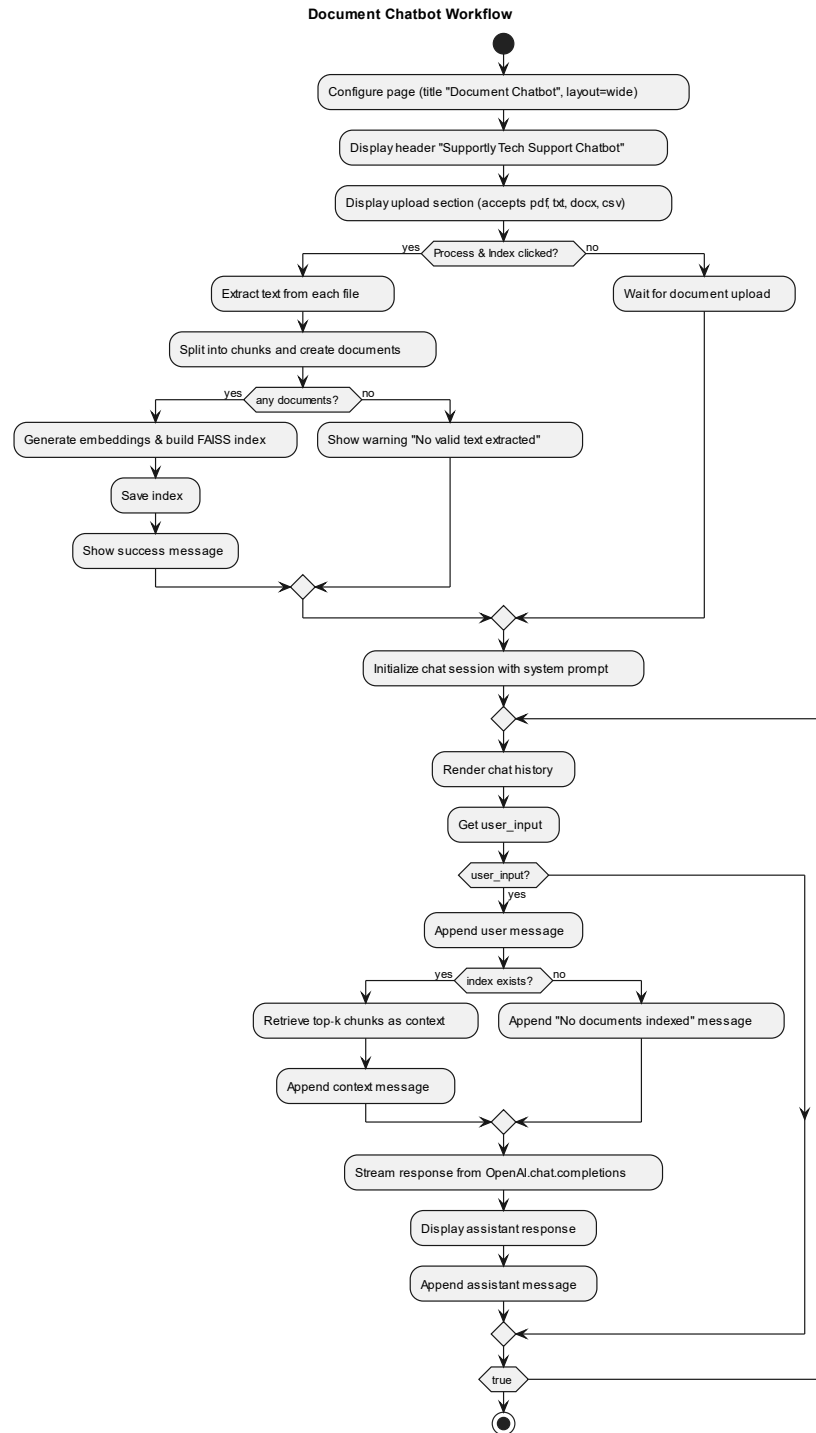 Document Chatbot Workflow
Configure page (title "Document Chatbot", layout=wide)
Display header "Supportly Tech Support Chatbot"
Display upload section (accepts pdf, txt, docx, csv)
yes
Process & Index clicked?
no
Extract text from each file
Wait for document upload
Split into chunks and create documents
yes
any documents?
no
Generate embeddings & build FAISS index
Show warning "No valid text extracted"
Save index
Show success message
Initialize chat session with system prompt
Render chat history
Get user_input
user_input?
yes
Append user message
yes
index exists?
no
Retrieve top-k chunks as context
Append "No documents indexed" message
Append context message
Stream response from OpenAI.chat.completions
Display assistant response
Append assistant message
true